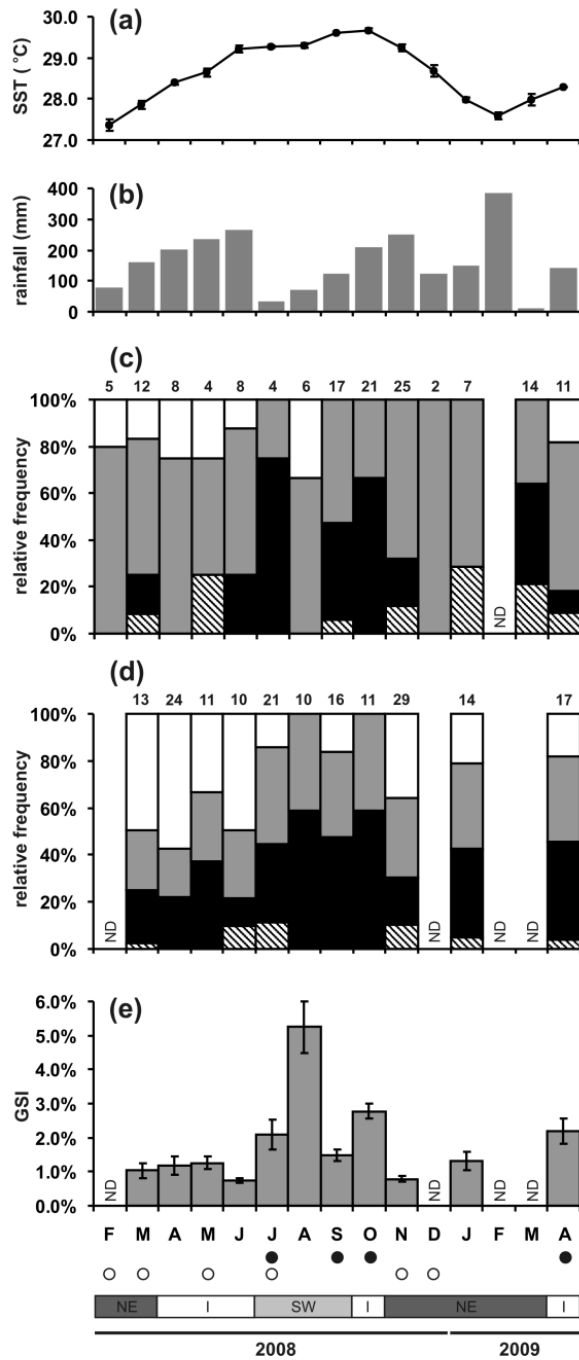 (a)
30.0
29.0
28.0
27.0
SST ( °C)
(b)
400
300
200
100
0
rainfall (mm)
(c)
5 12 8 4 8 4 6 17 21 25 2 7 14 11
100%
80%
60%
40%
20%
0%
relative frequency
ND
(d)
13 24 11 10 21 10 16 11 29 14 17
100%
80%
60%
40%
20%
0%
relative frequency
ND ND ND ND
(e)
6.0%
5.0%
4.0%
3.0%
2.0%
1.0%
0.0%
GSI
ND ND ND ND
F M A M J J A S O N D J F M A
NE I SW I NE I
2008 2009